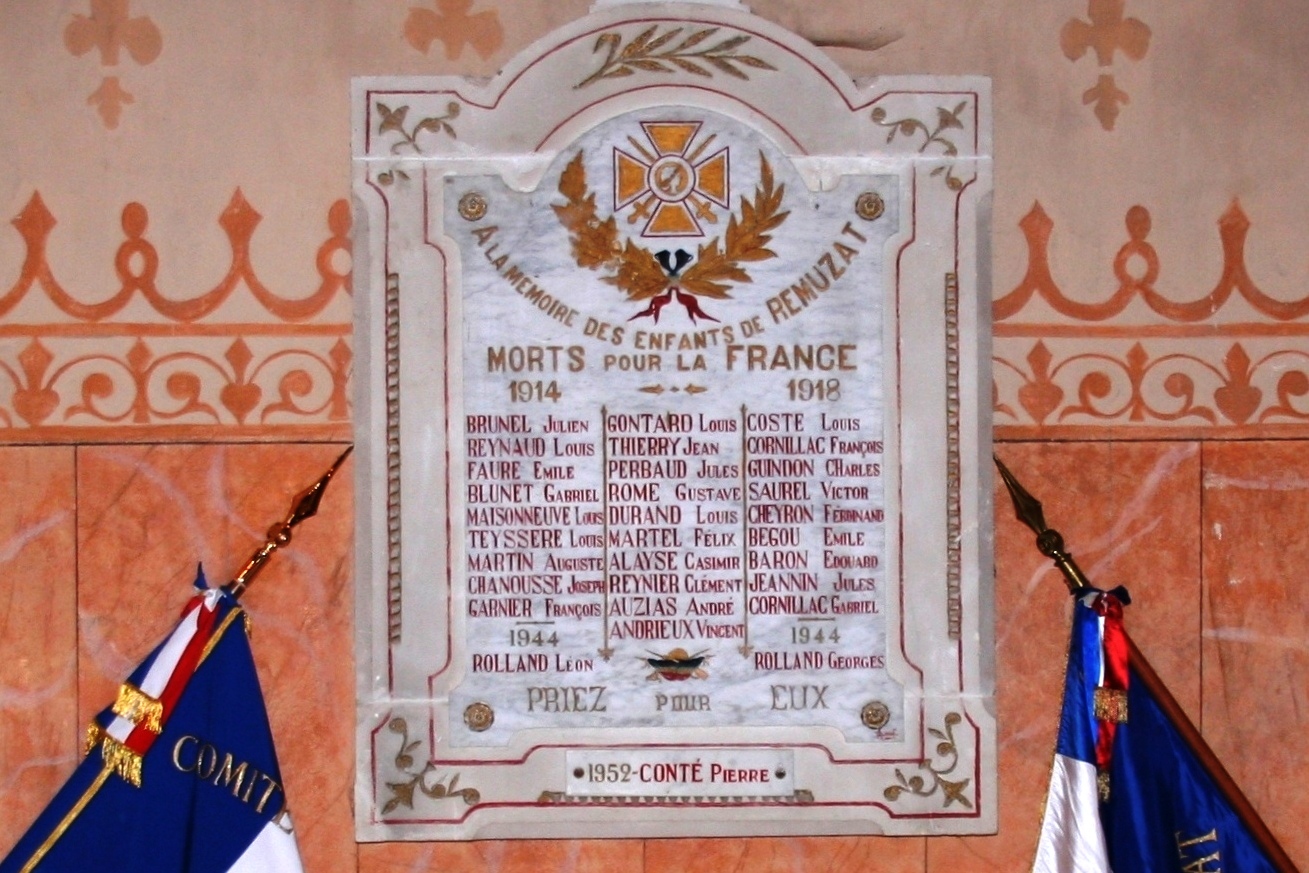 A LA MEMOIRE DES ENFANTS DE REMUZAT
MORTS POUR LA FRANCE
1914 1918
BRUNEL JULIEN
REYNAUD LOUIS
FAURE EMILE
BLUNET GABRIEL
MAISONNEUVE LOUIS
TEYSSERE LOUIS
MARTIN AUGUSTE
CHANOUSSE JOSEPH
GARNIER FRANÇOIS
GONTARD LOUIS
THIERRY JEAN
PERBAUD JULES
ROME GUSTAVE
DURAND LOUIS
MARTEL FÉLIX
ALAYSE CASIMIR
REYNIER CLÉMENT
AUZIAS ANDRÉ
ANDRIEUX VINCENT
COSTE LOUIS
CORNILLAC FRANÇOIS
GUINDON CHARLES
SAUREL VICTOR
CHEYRON FÉRDINAND
BEGOU EMILE
BARON EDOUARD
JEANNIN JULES
CORNILLAC GABRIEL
1944
ROLLAND LÉON
1944
ROLLAND GEORGES
PRIEZ POUR EUX
1952-CONTÉ PIERRE
COMITÉ
AT